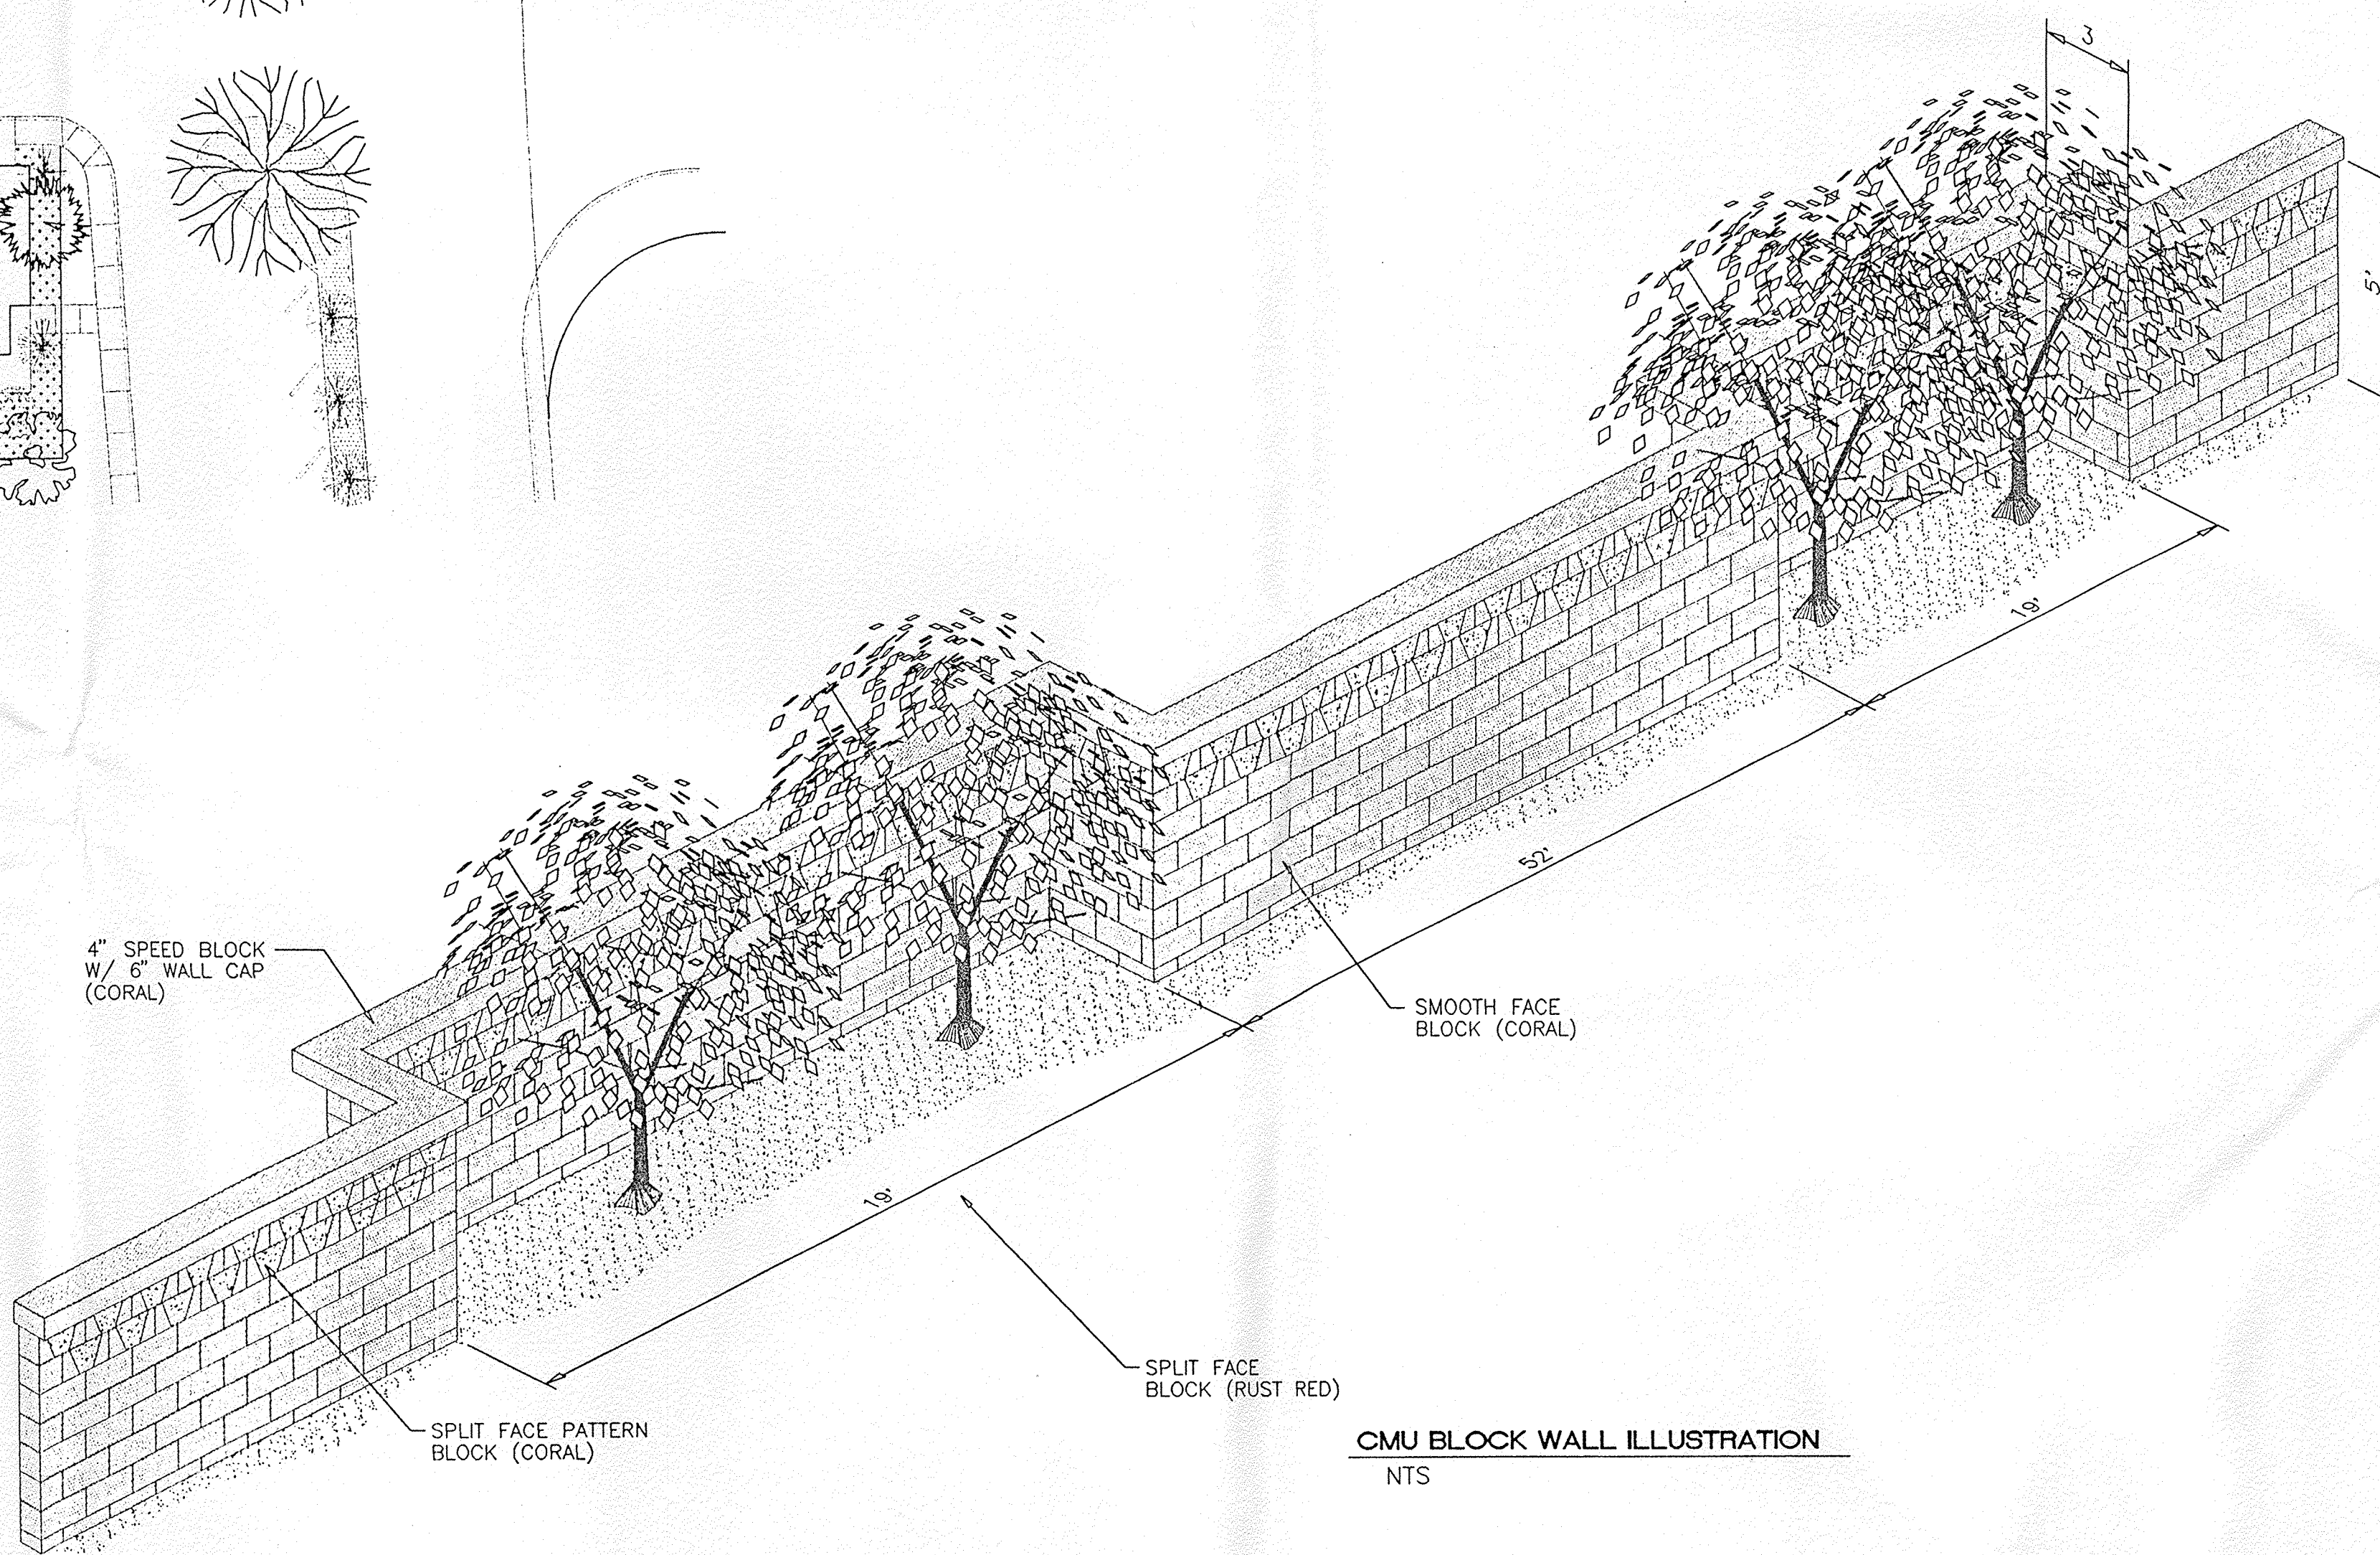 3
5'
19'
52'
4" SPEED BLOCK
W/ 6" WALL CAP
(CORAL)
SMOOTH FACE
BLOCK (CORAL)
19'
SPLIT FACE
BLOCK (RUST RED)
SPLIT FACE PATTERN
BLOCK (CORAL)
CMU BLOCK WALL ILLUSTRATION
NTS